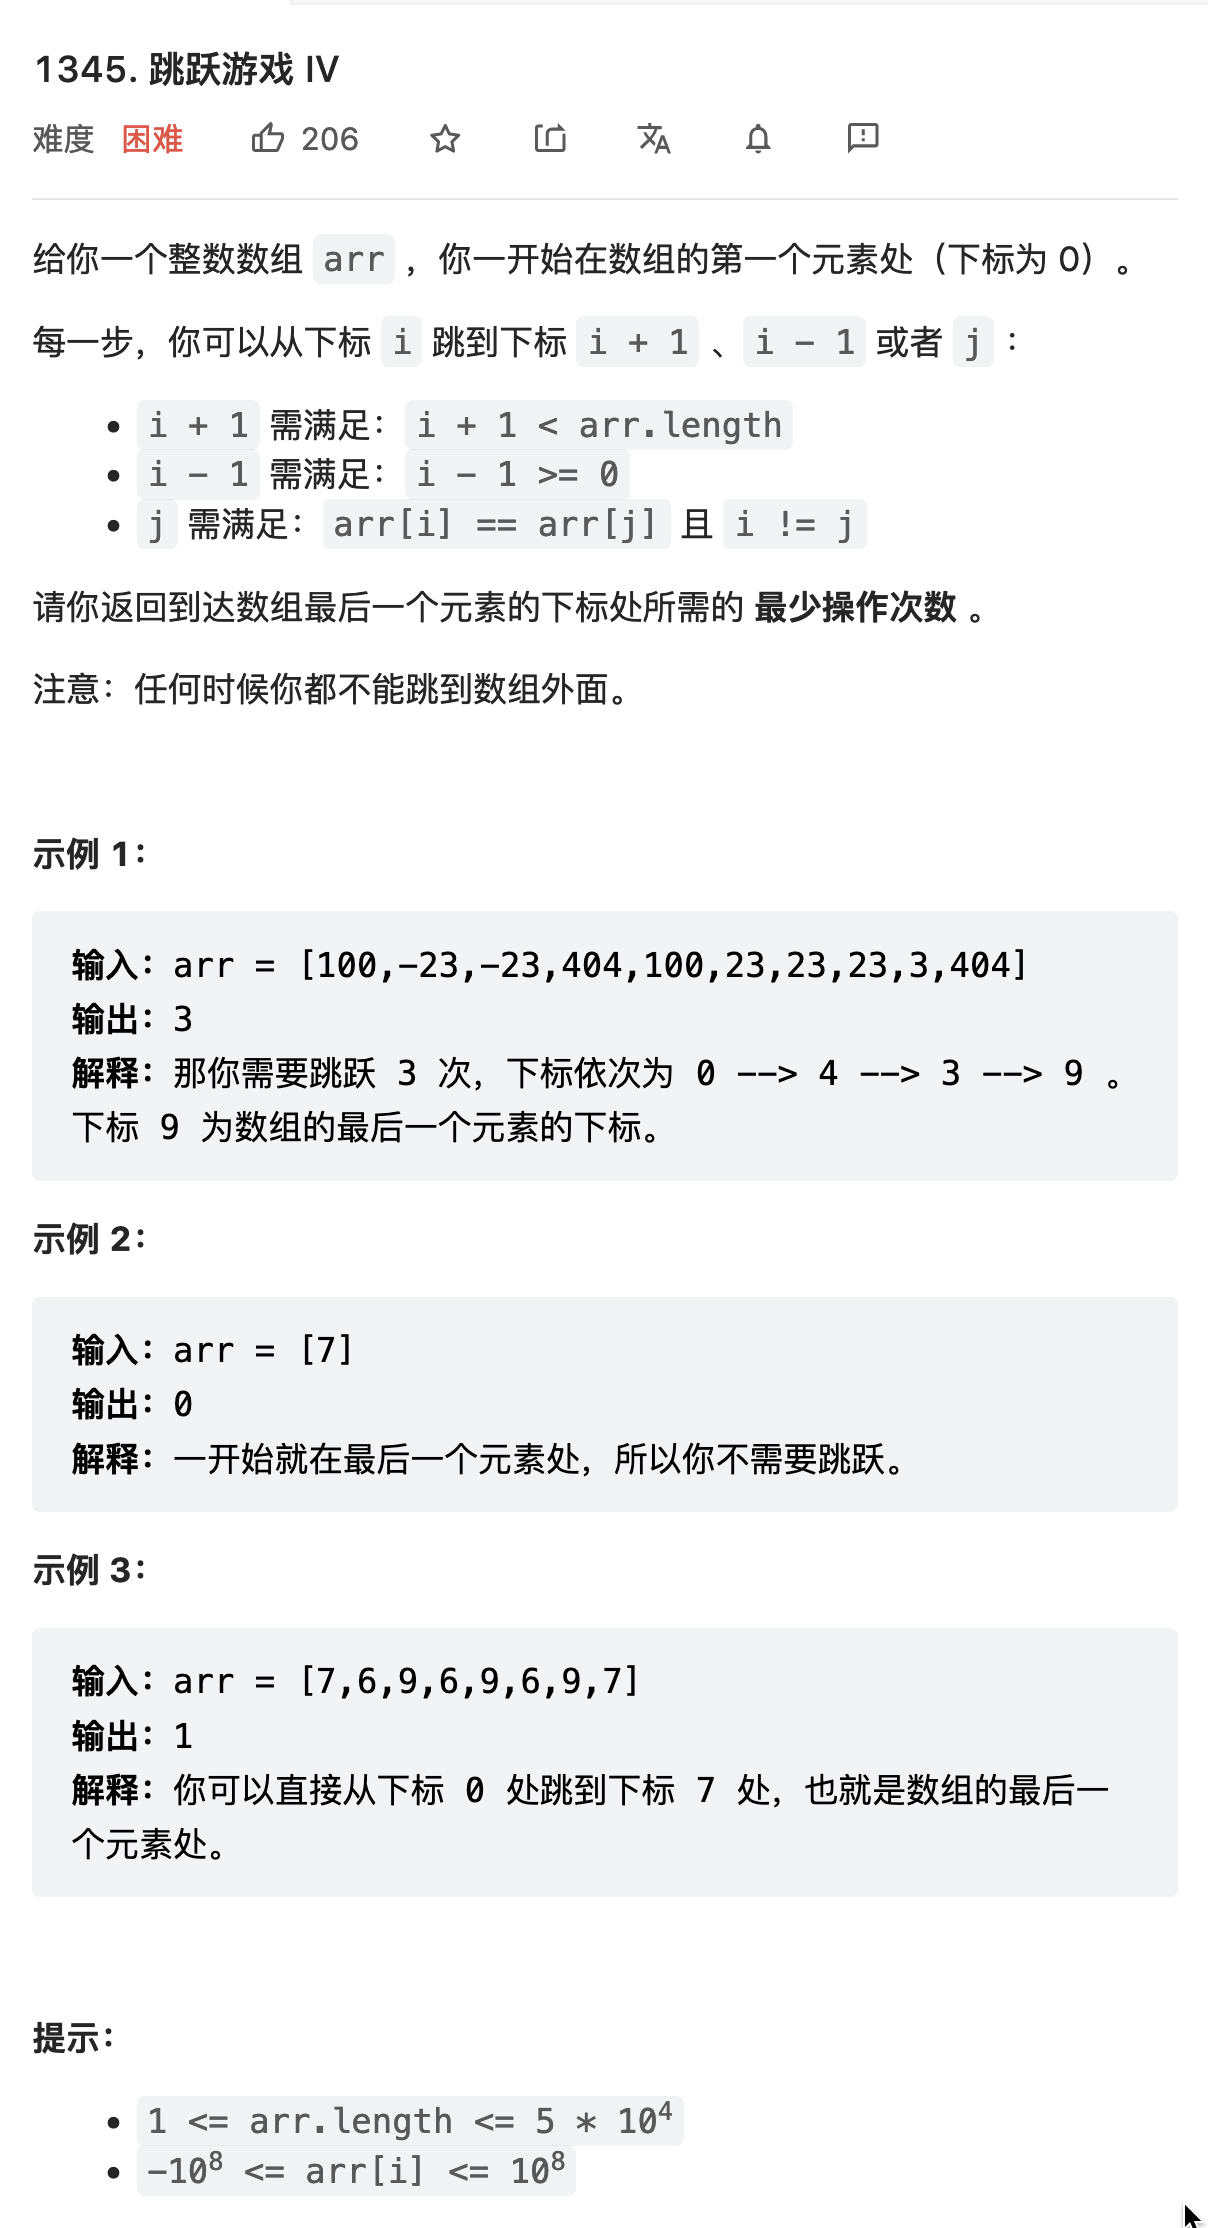 1345. 跳跃游戏 IV
难度 困难 206
给你一个整数数组 arr ，你一开始在数组的第一个元素处（下标为 0）。
每一步，你可以从下标 i 跳到下标 i + 1 、i - 1 或者 j ：
• i + 1 需满足：i + 1 < arr.length
• i - 1 需满足：i - 1 >= 0
• j 需满足：arr[i] == arr[j] 且 i != j
请你返回到达数组最后一个元素的下标处所需的 最少操作次数 。
注意：任何时候你都不能跳到数组外面。
示例 1：
输入：arr = [100,-23,-23,404,100,23,23,23,3,404]
输出：3
解释：那你需要跳跃 3 次，下标依次为 0 --> 4 --> 3 --> 9 。
下标 9 为数组的最后一个元素的下标。
示例 2：
输入：arr = [7]
输出：0
解释：一开始就在最后一个元素处，所以你不需要跳跃。
示例 3：
输入：arr = [7,6,9,6,9,6,9,7]
输出：1
解释：你可以直接从下标 0 处跳到下标 7 处，也就是数组的最后一
个元素处。
提示：
• 1 <= arr.length <= 5 * 10⁴
• -10⁸ <= arr[i] <= 10⁸